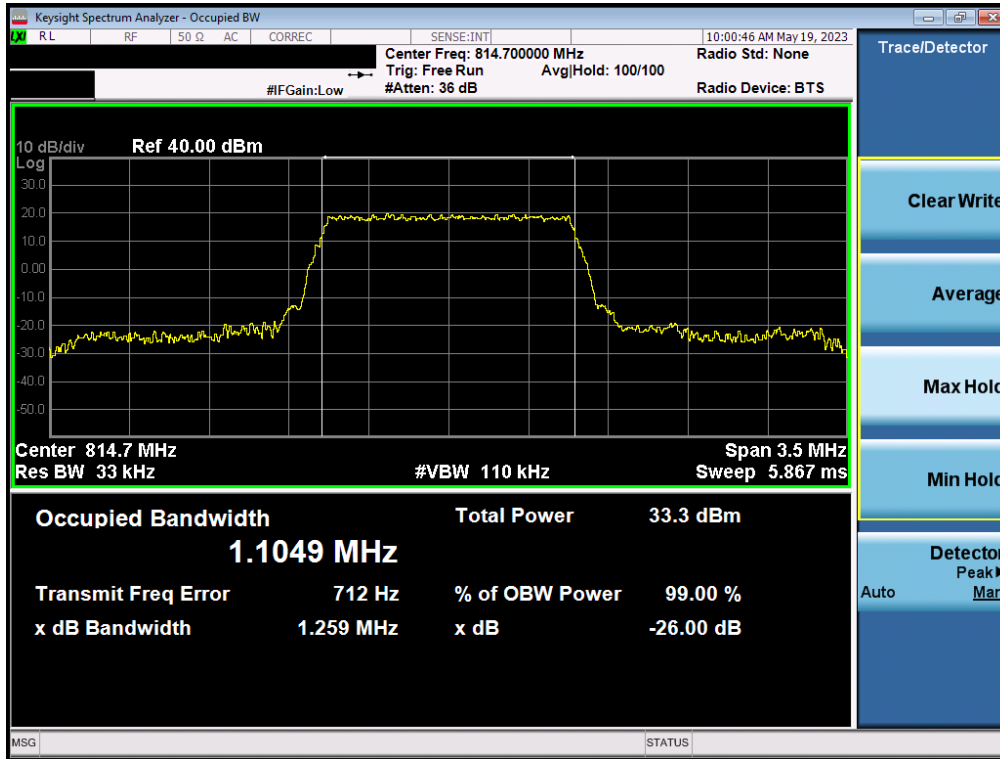 Keysight Spectrum Analyzer - Occupied BW
LXI RL RF 50 Ω AC CORREC SENSE:INT 10:00:46 AM May 19, 2023
Center Freq: 814.700000 MHz Radio Std: None
Trig: Free Run Avg|Hold: 100/100
#IFGain:Low #Atten: 36 dB Radio Device: BTS
10 dB/div Ref 40.00 dBm
Log
30.0
20.0
10.0
0.00
-10.0
-20.0
-30.0
-40.0
-50.0
Center 814.7 MHz Span 3.5 MHz
Res BW 33 kHz #VBW 110 kHz Sweep 5.867 ms
Occupied Bandwidth Total Power 33.3 dBm
1.1049 MHz
Transmit Freq Error 712 Hz % of OBW Power 99.00 %
x dB Bandwidth 1.259 MHz x dB -26.00 dB
MSG STATUS
Trace/Detector
Clear Write
Average
Max Hold
Min Hold
Detector
Peak
Auto Man